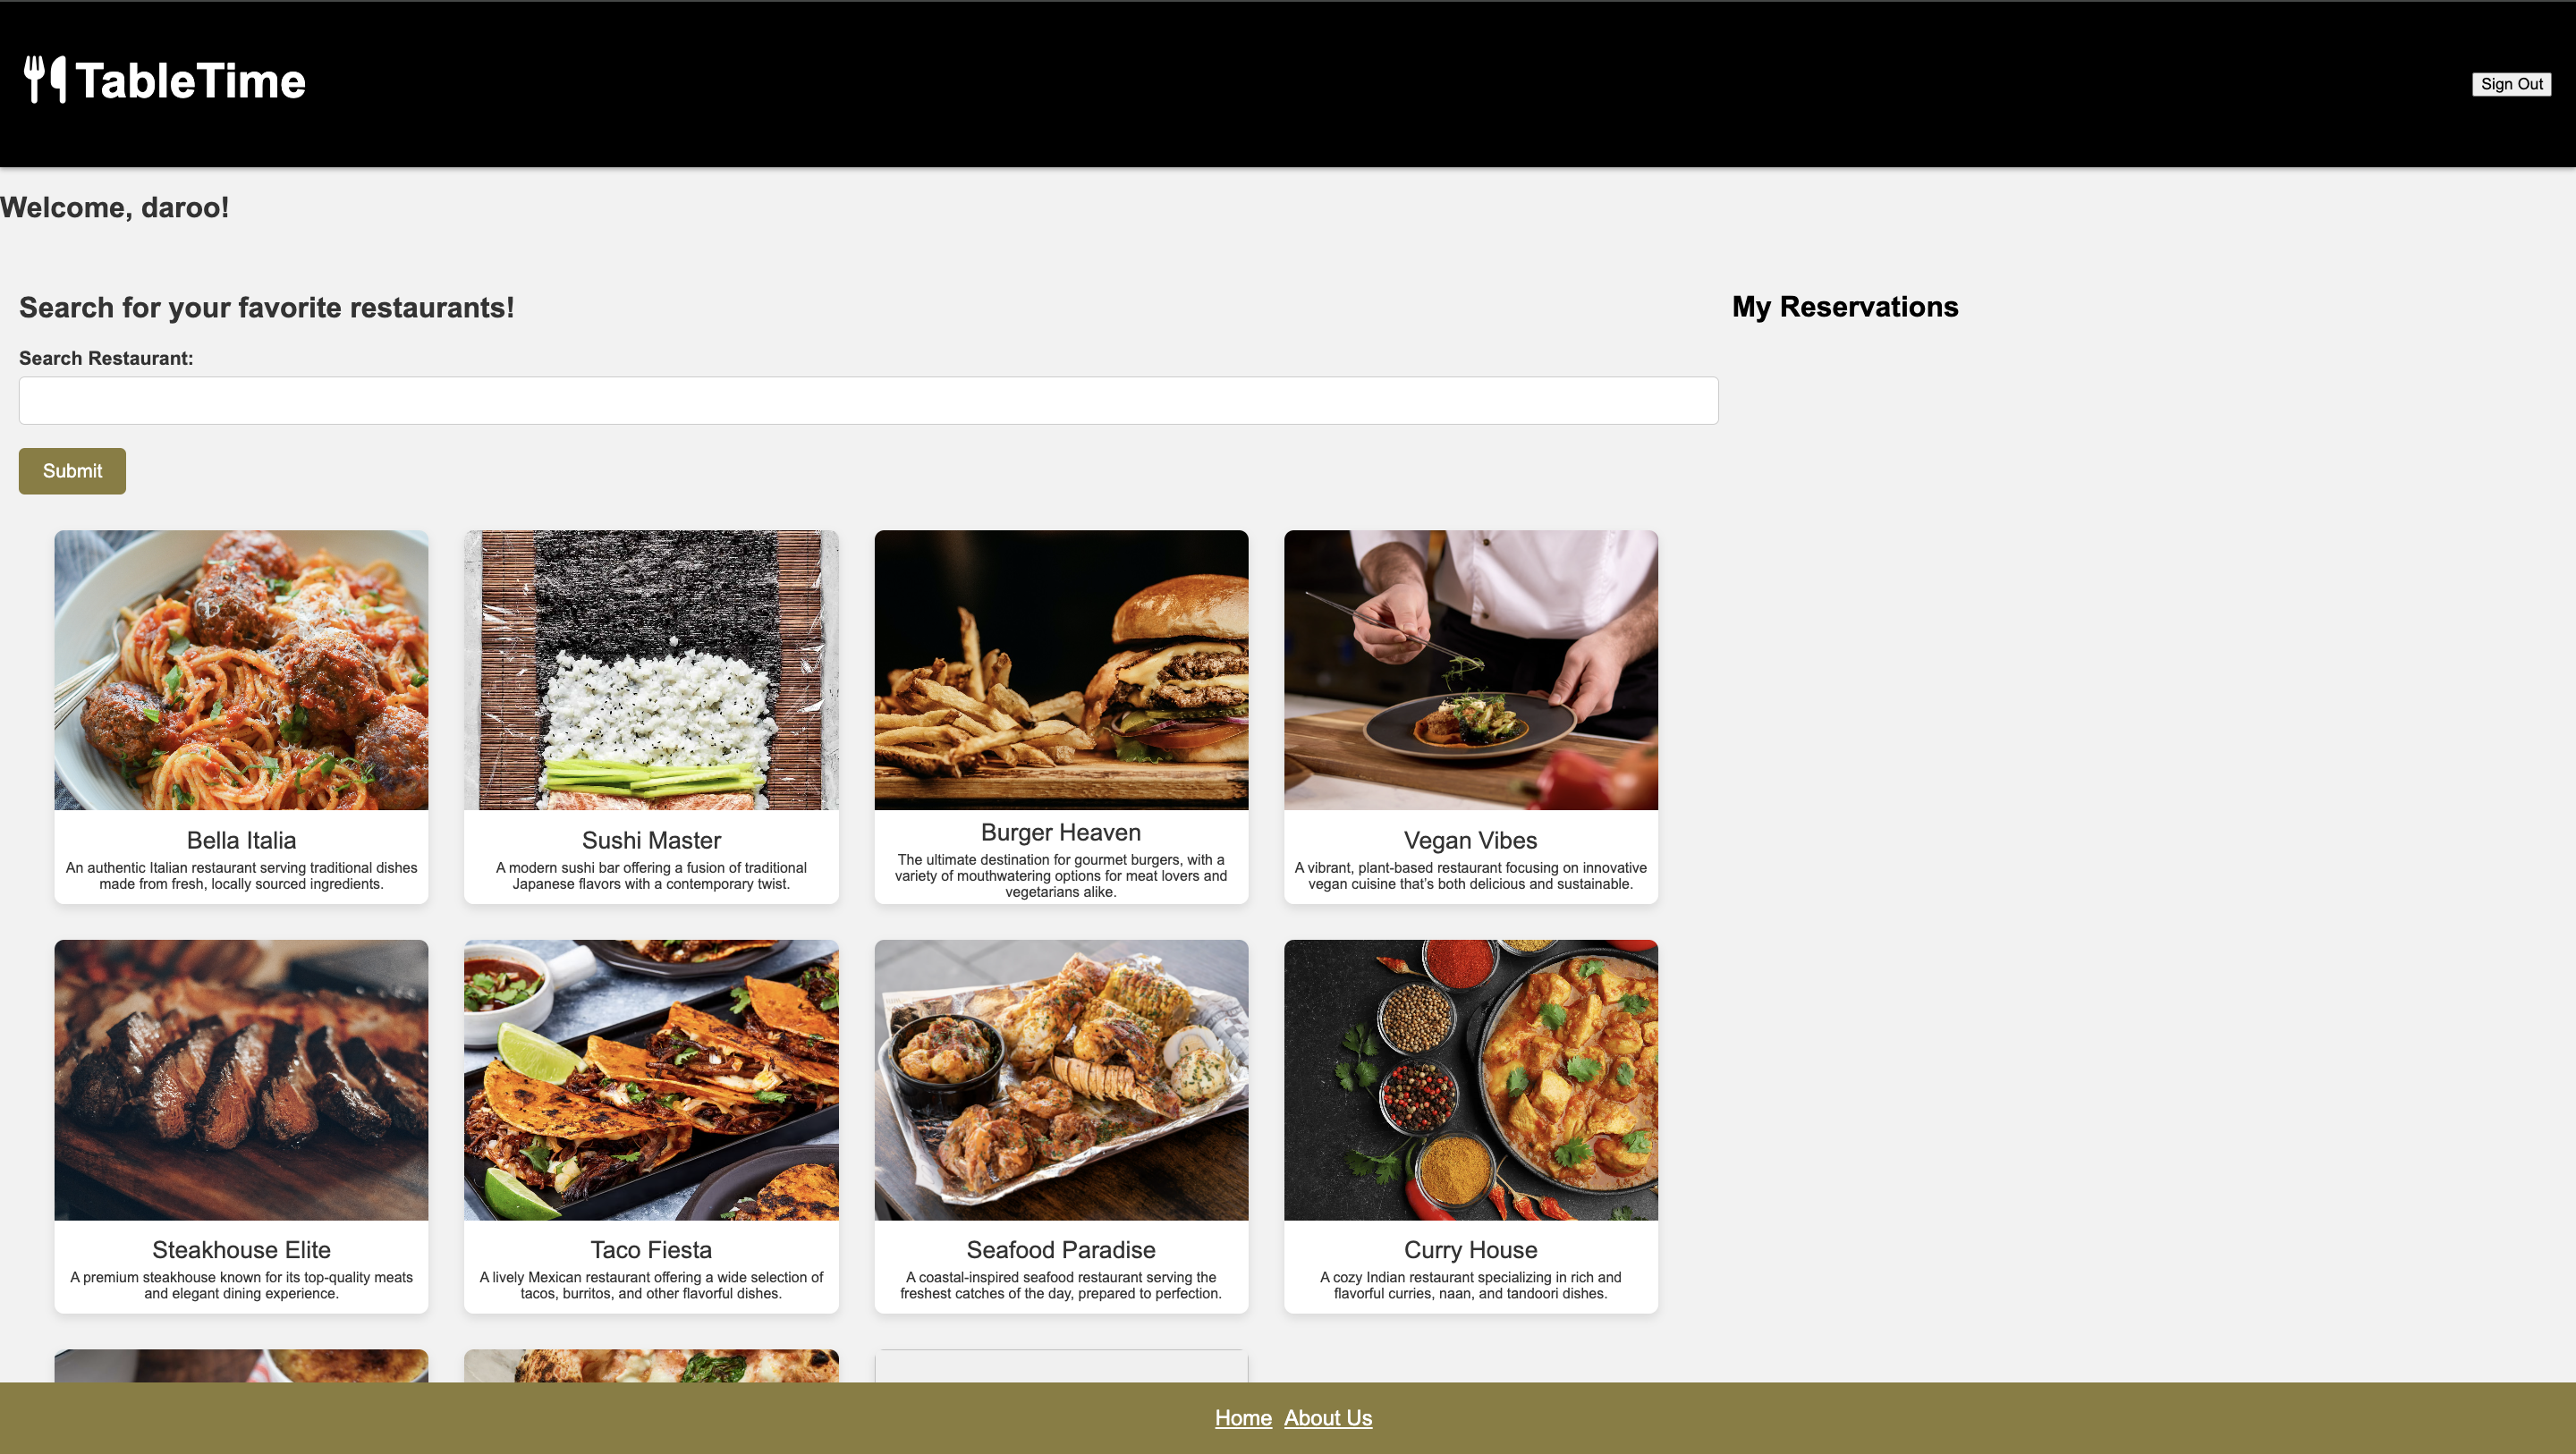 TableTime
Sign Out
Welcome, daroo!
Search for your favorite restaurants!
My Reservations
Search Restaurant:
Submit
Bella Italia
An authentic Italian restaurant serving traditional dishes
made from fresh, locally sourced ingredients.
Sushi Master
A modern sushi bar offering a fusion of traditional
Japanese flavors with a contemporary twist.
Burger Heaven
The ultimate destination for gourmet burgers, with a
variety of mouthwatering options for meat lovers and
vegetarians alike.
Vegan Vibes
A vibrant, plant-based restaurant focusing on innovative
vegan cuisine that's both delicious and sustainable.
Steakhouse Elite
A premium steakhouse known for its top-quality meats
and elegant dining experience.
Taco Fiesta
A lively Mexican restaurant offering a wide selection of
tacos, burritos, and other flavorful dishes.
Seafood Paradise
A coastal-inspired seafood restaurant serving the
freshest catches of the day, prepared to perfection.
Curry House
A cozy Indian restaurant specializing in rich and
flavorful curries, naan, and tandoori dishes.
Home About Us